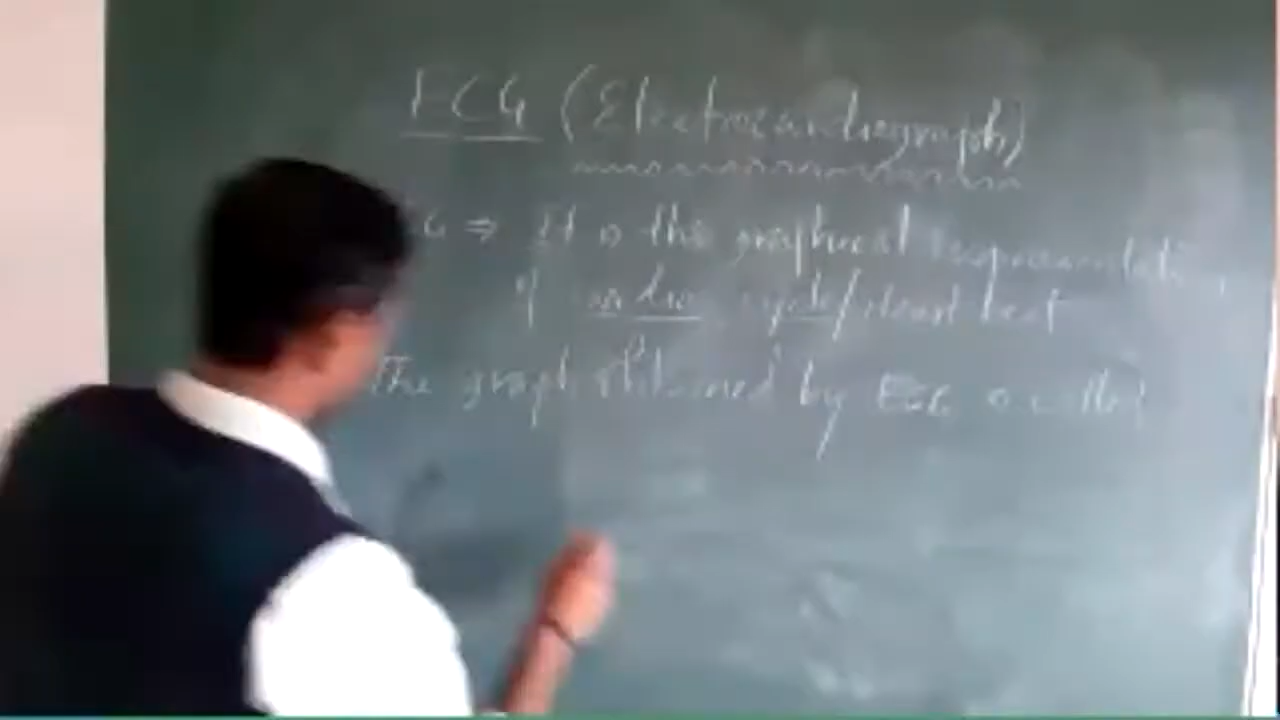 ECG (Electrocardiograph)
G ⇒ It is the graphical representation
of cardiac cycle/Heart beat
The graph obtained by ECG is called